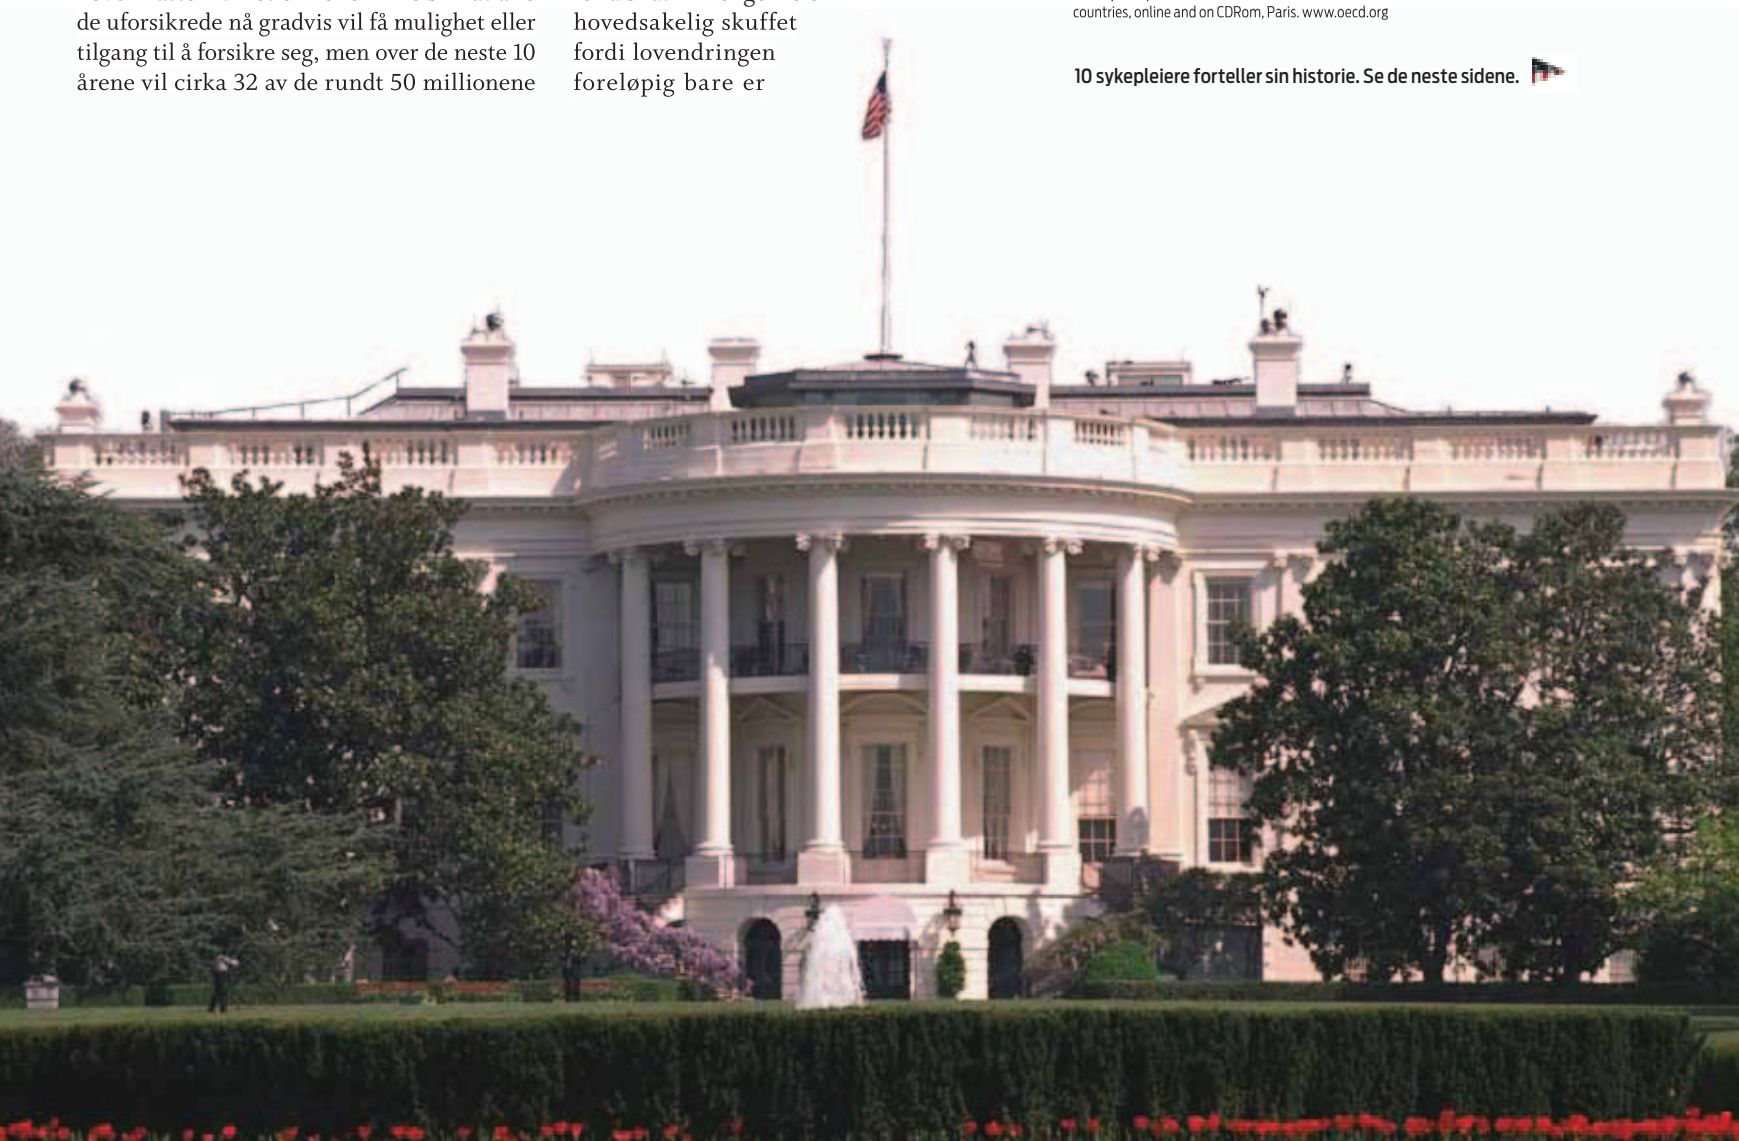 de uforsikrede nå gradvis vil få mulighet eller
tilgang til å forsikre seg, men over de neste 10
årene vil cirka 32 av de rundt 50 millionene
hovedsakelig skuffet
fordi lovendringen
foreløpig bare er
countries, online and on CDRom, Paris. www.oecd.org
10 sykepleiere forteller sin historie. Se de neste sidene.